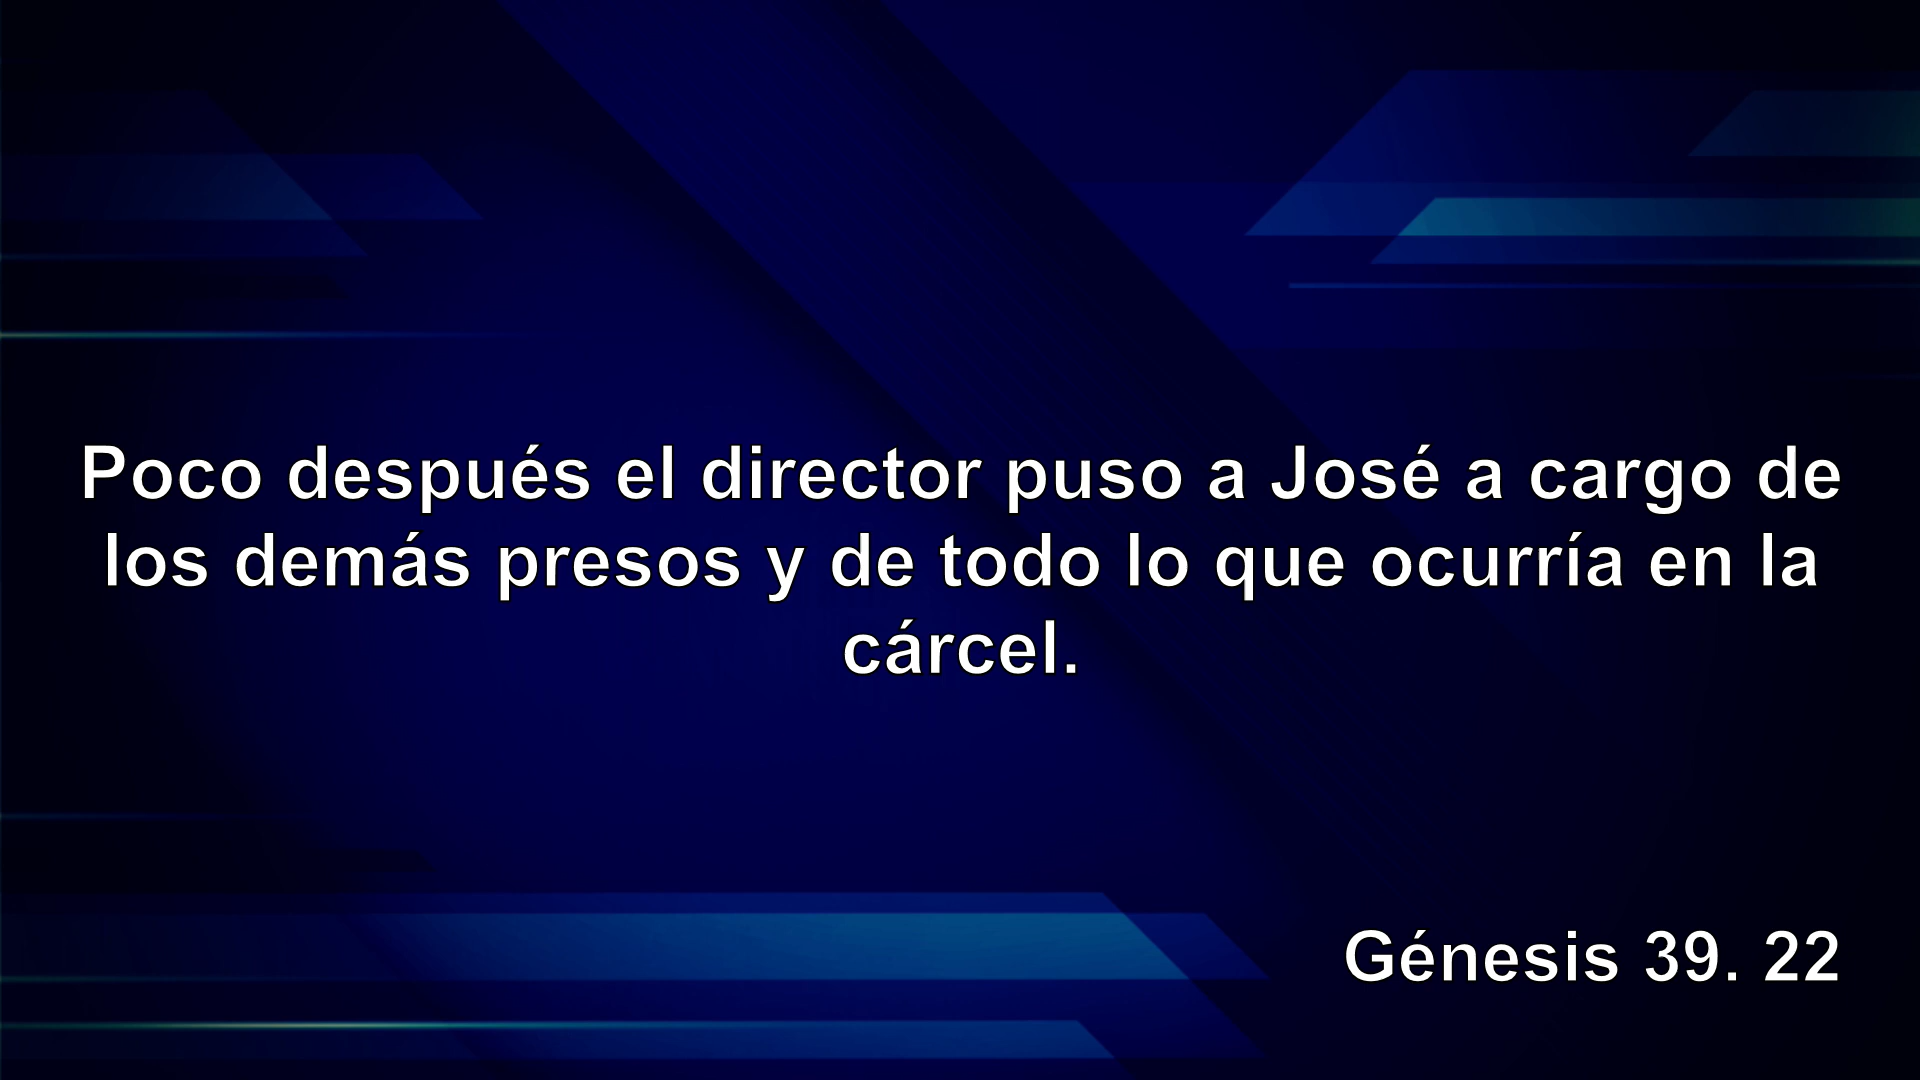 Poco después el director puso a José a cargo de
los demás presos y de todo lo que ocurría en la
cárcel.
Génesis 39. 22